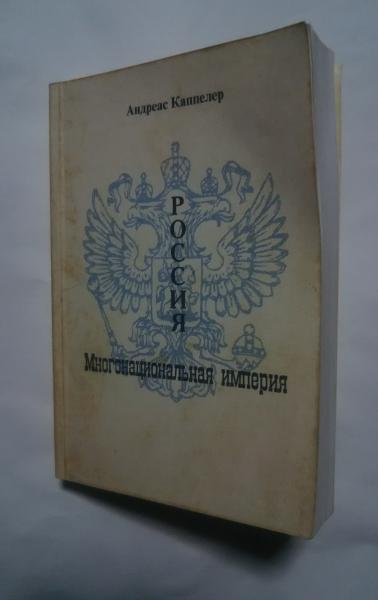 Андреас Каппелер
РОССИЯ
Многонациональная империя